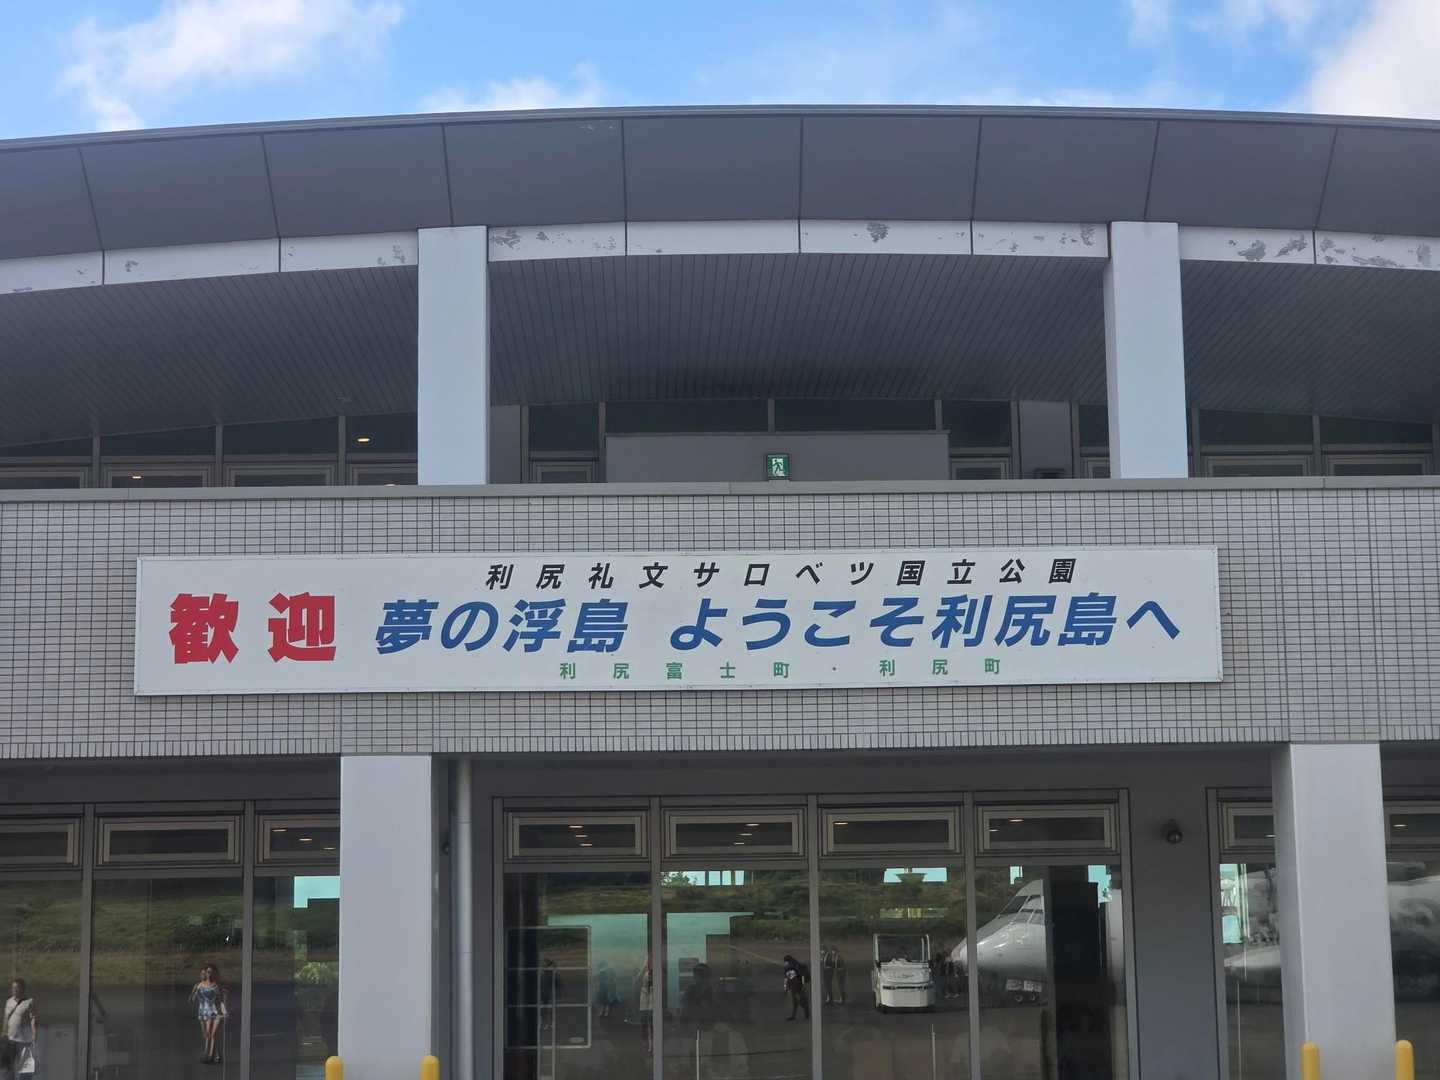 利尻礼文サロベツ国立公園
歓迎 夢の浮島 ようこそ利尻島へ
利尻富士町・利尻町